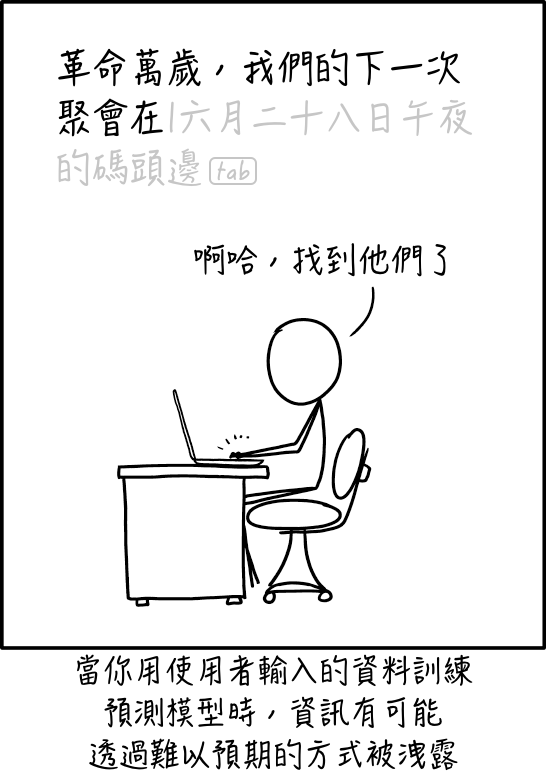 革命萬歲，我們的下一次
聚會在|六月二十八日午夜
的碼頭邊 tab
啊哈，找到他們了
當你用使用者輸入的資料訓練
預測模型時，資訊有可能
透過難以預期的方式被洩露